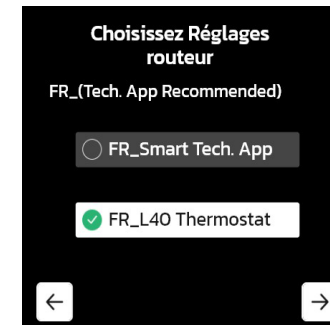 Choisissez Réglages
routeur
FR_(Tech. App Recommended)
FR_Smart Tech. App
FR_L40 Thermostat